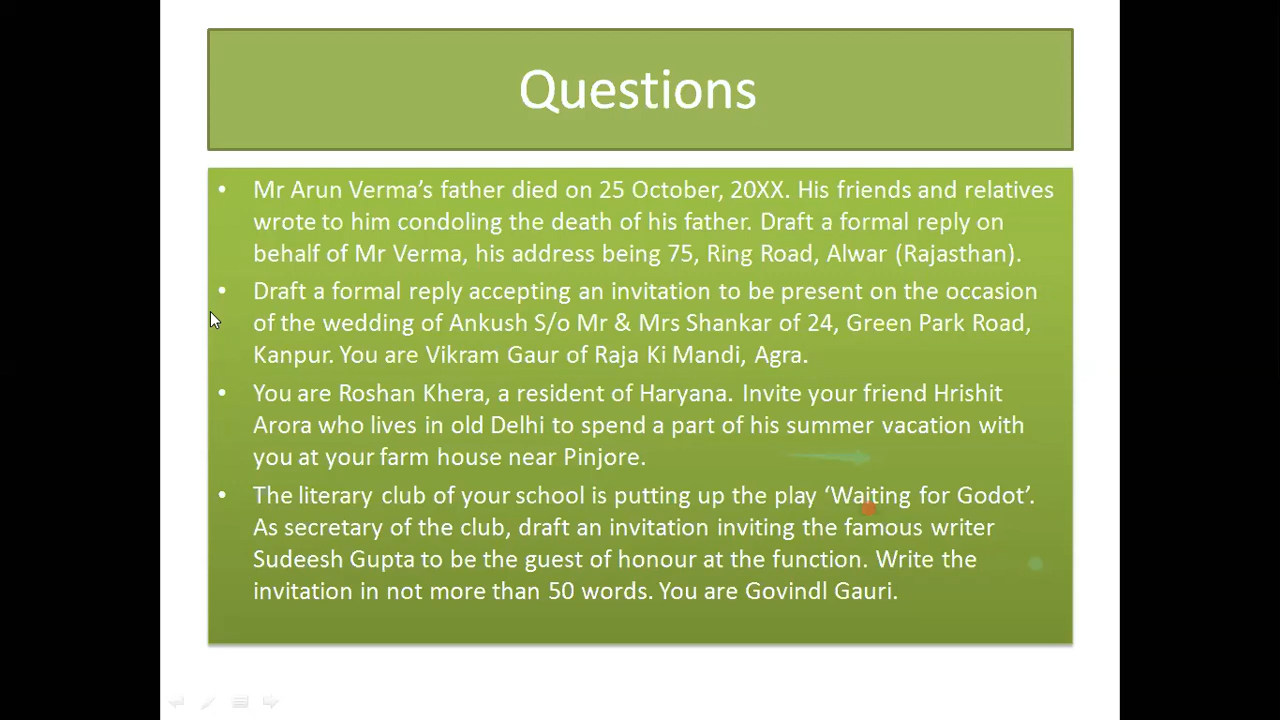 Questions
• Mr Arun Verma's father died on 25 October, 20XX. His friends and relatives
wrote to him condoling the death of his father. Draft a formal reply on
behalf of Mr Verma, his address being 75, Ring Road, Alwar (Rajasthan).
• Draft a formal reply accepting an invitation to be present on the occasion
of the wedding of Ankush S/o Mr & Mrs Shankar of 24, Green Park Road,
Kanpur. You are Vikram Gaur of Raja Ki Mandi, Agra.
• You are Roshan Khera, a resident of Haryana. Invite your friend Hrishit
Arora who lives in old Delhi to spend a part of his summer vacation with
you at your farm house near Pinjore.
• The literary club of your school is putting up the play ‘Waiting for Godot’.
As secretary of the club, draft an invitation inviting the famous writer
Sudeesh Gupta to be the guest of honour at the function. Write the
invitation in not more than 50 words. You are Govindl Gauri.